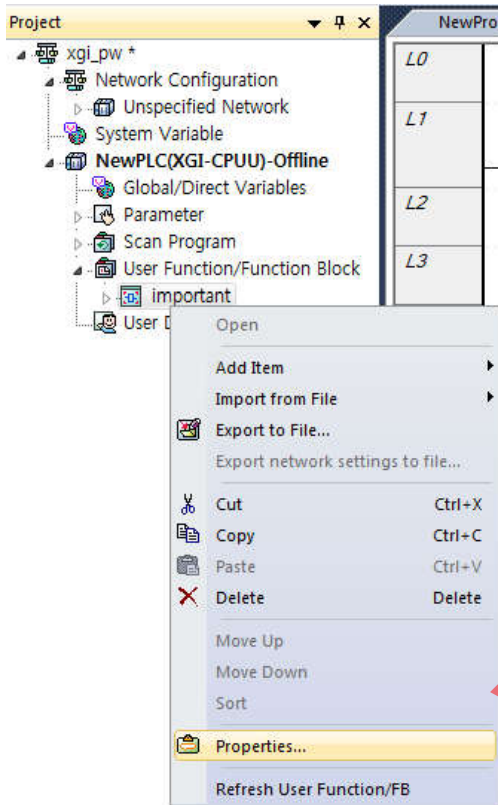 Project
NewPro
xgi_pw *
L0
Network Configuration
Unspecified Network
System Variable
L1
NewPLC(XGI-CPUU)-Offline
Global/Direct Variables
Parameter
L2
Scan Program
User Function/Function Block
L3
important
User D
Open
Add Item
Import from File
Export to File...
Export network settings to file...
Cut Ctrl+X
Copy Ctrl+C
Paste Ctrl+V
Delete Delete
Move Up
Move Down
Sort
Properties...
Refresh User Function/FB